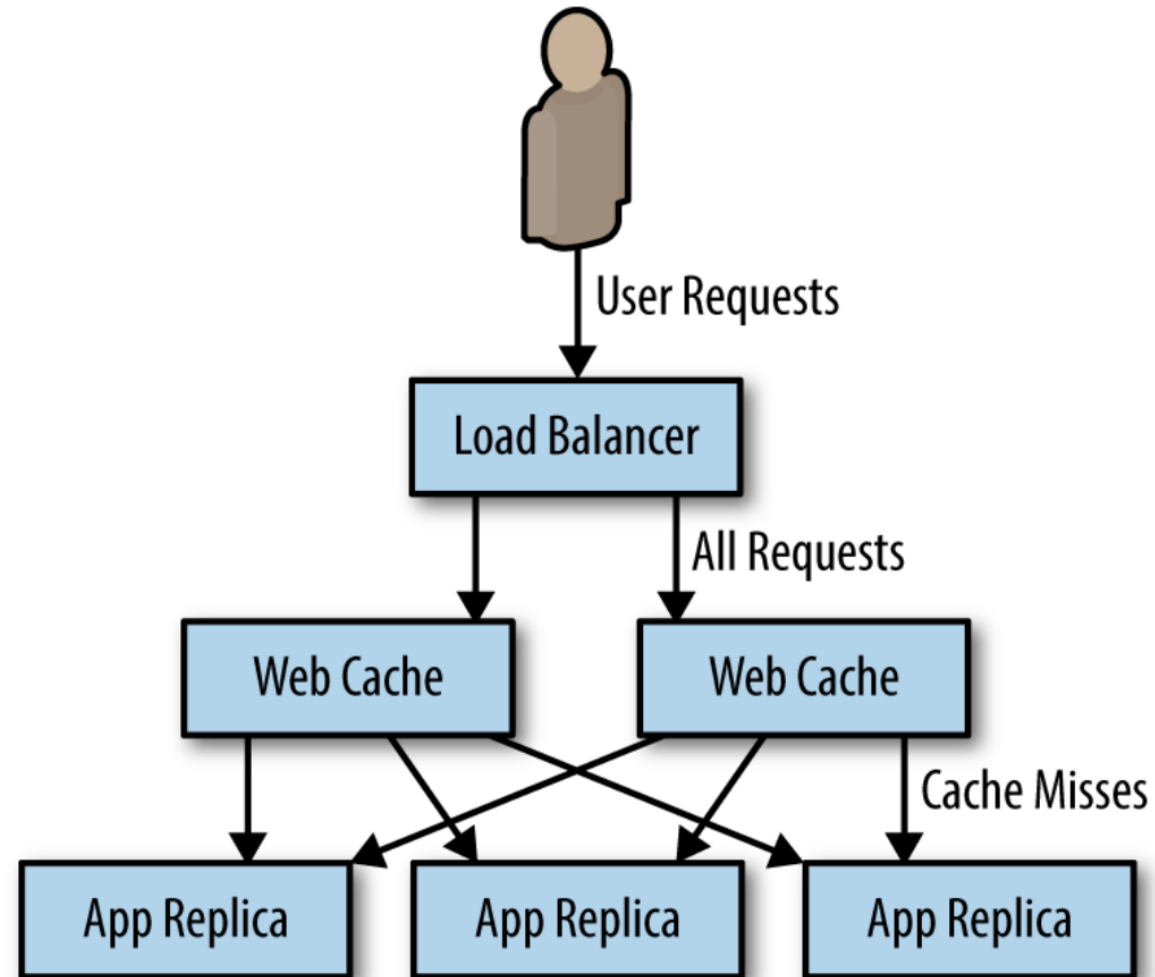 User Requests
Load Balancer
All Requests
Web Cache
Web Cache
Cache Misses
App Replica
App Replica
App Replica